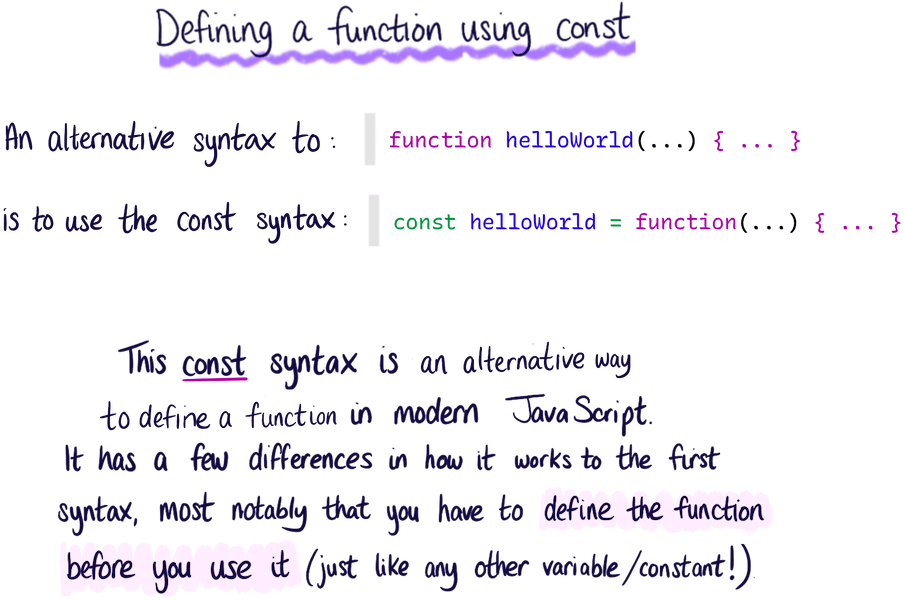 Defining a function using const
An alternative syntax to: function helloWorld(...) { ... }
is to use the const syntax: const helloWorld = function(...) { ... }
This const syntax is an alternative way
to define a function in modern JavaScript.
It has a few differences in how it works to the first
syntax, most notably that you have to define the function
before you use it (just like any other variable/constant!)